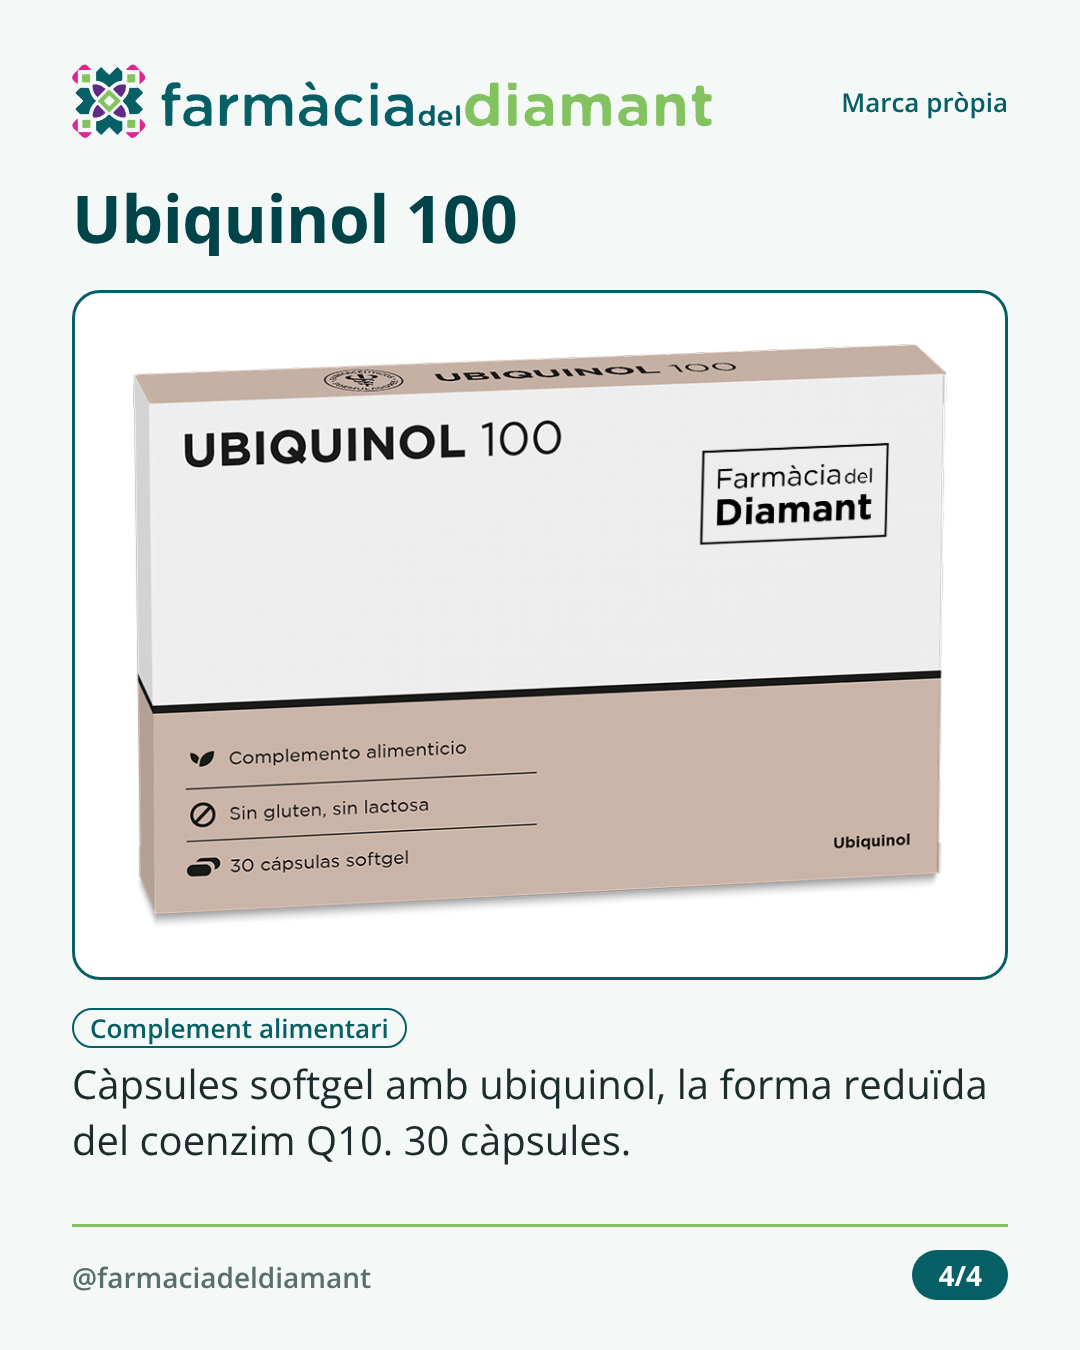 farmàciadeldiamant
Marca pròpia
Ubiquinol 100
UBIQUINOL 100
UBIQUINOL 100
Farmàcia del
Diamant
Complemento alimenticio
Sin gluten, sin lactosa
30 cápsulas softgel
Ubiquinol
Complement alimentari
Càpsules softgel amb ubiquinol, la forma reduïda
del coenzim Q10. 30 càpsules.
@farmaciadeldiamant
4/4